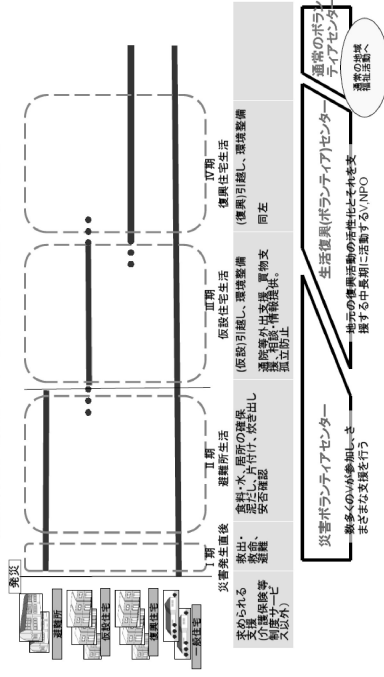 発災
避難所
仮設住宅
復興住宅
一般住宅
Ⅰ期
災害発生直後
Ⅱ期
避難所生活
Ⅲ期
仮設住宅生活
Ⅳ期
復興住宅生活
求められる
支援
(介護保険等
制度サービ
ス以外)
救出・
救命、
避難
食料・水、居所の確保
泥だし、片付け、炊き出し
安否確認
(仮設)引越し、環境整備
通院等外出支援、買物支
援、相談・情報提供。
孤立防止
(復興)引越し、環境整備
同左
災害ボランティアセンター
数多くのVが参加し、さ
まざまな支援を行う
生活復興(ボランティア)センター
地元の復興活動の活性化とそれを支
援する中長期に活動するV、NPO
通常のボラン
ティアセンター
通常の地域
福祉活動へ